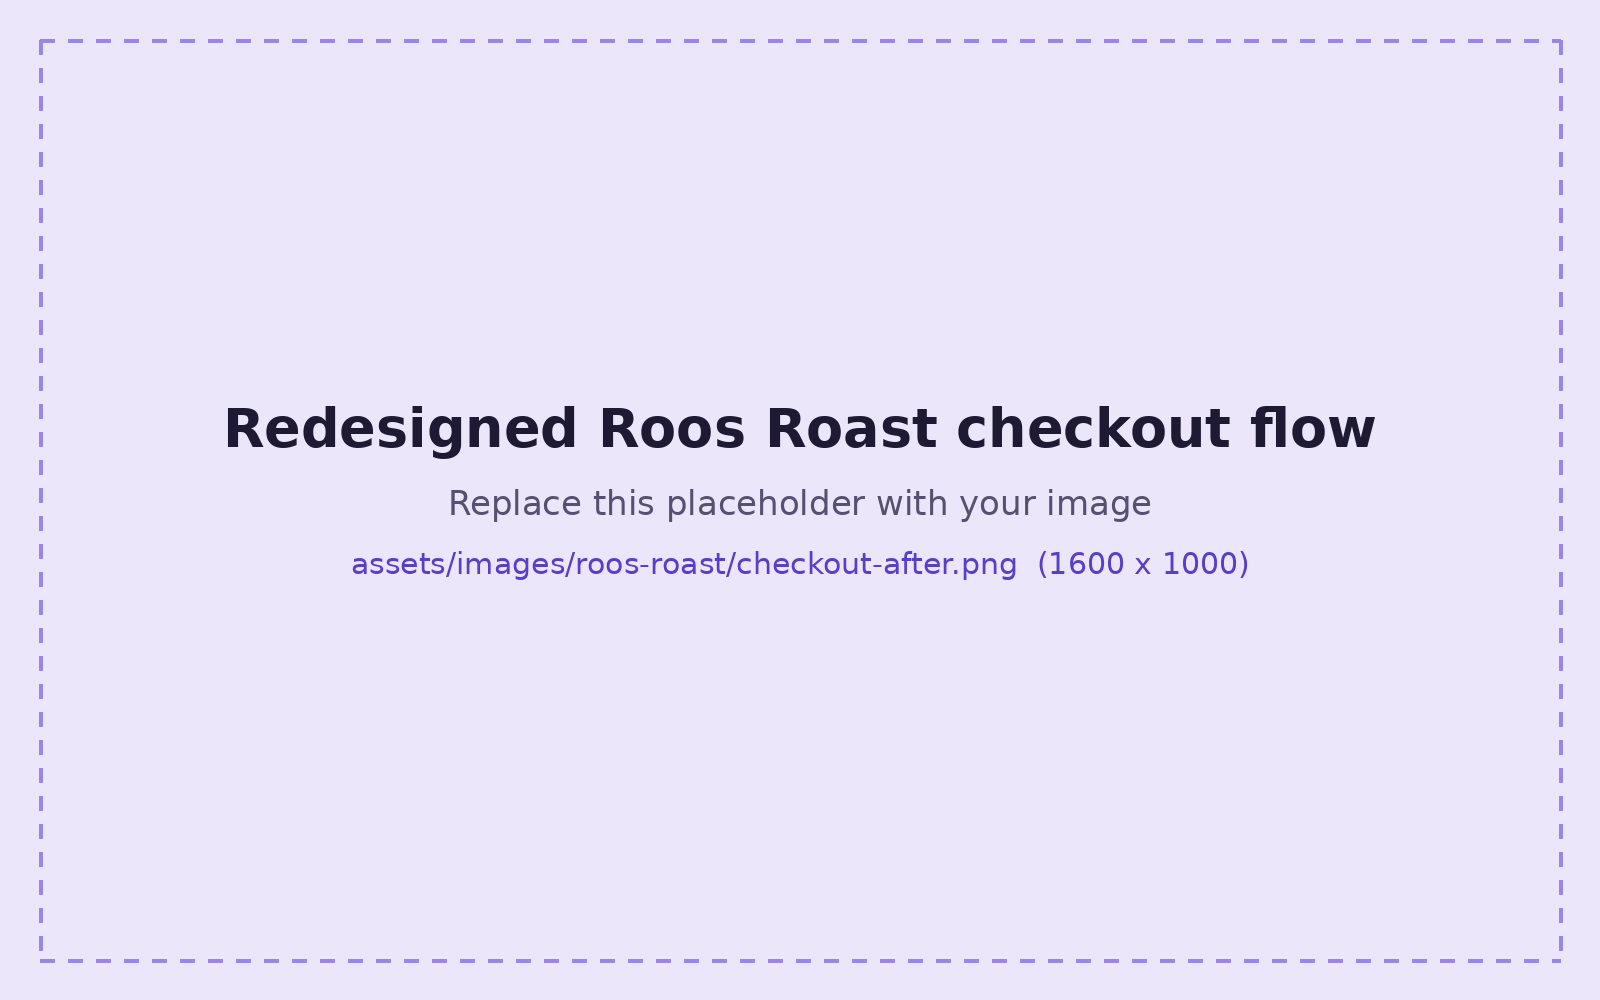 Redesigned Roos Roast checkout flow
Replace this placeholder with your image
assets/images/roos-roast/checkout-after.png (1600 x 1000)